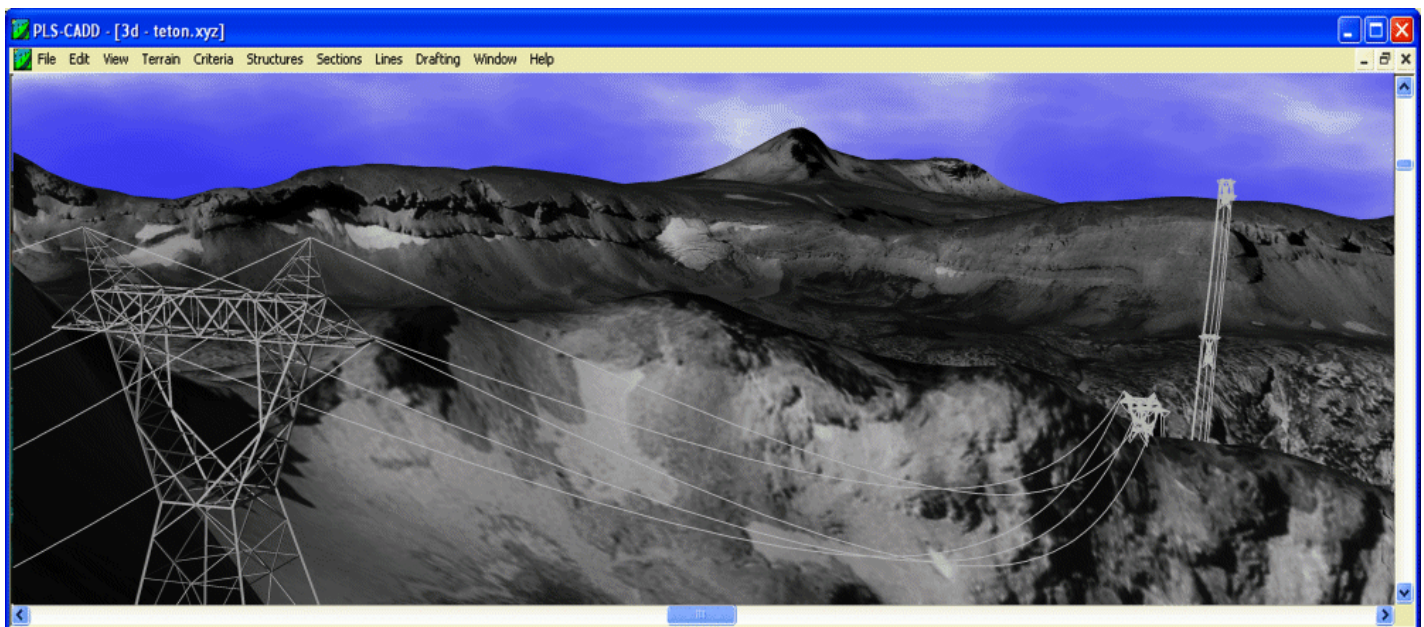 PLS-CADD - [3d - teton.xyz]
File Edit View Terrain Criteria Structures Sections Lines Drafting Window Help